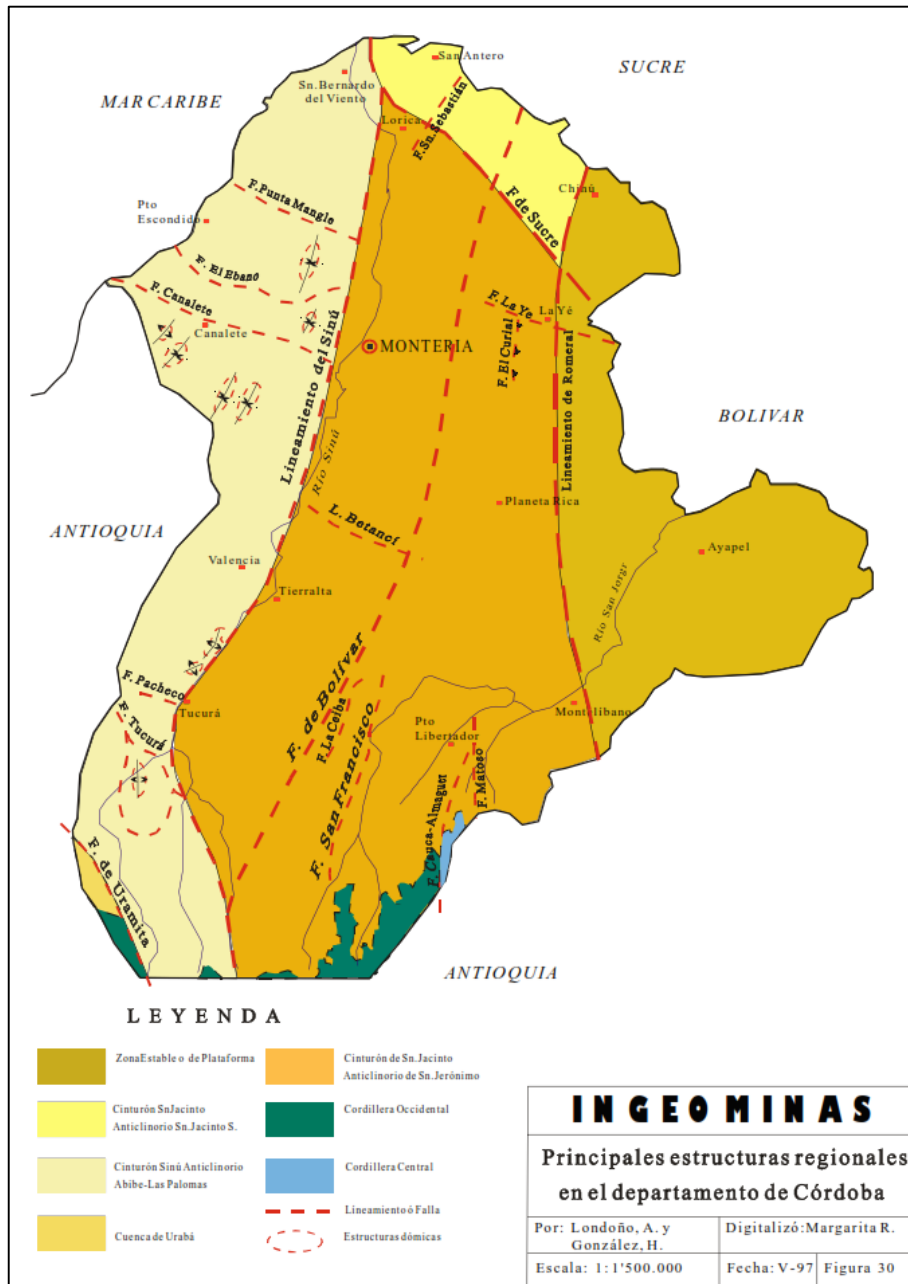 SUCRE
San Antero
MAR CARIBE
Sn. Bernardo
del Viento
Lorica
F. Sn. Sebastián
Chinú
F de Sucre
F. Punta Mangle
Pto
Escondido
F. El Ebano
F. Canalete
Canalete
F. La Ye
La Yé
F. El Curial
MONTERIA
Lineamiento del Sinú
Lineamiento de Romeral
Río Sinú
BOLIVAR
Planeta Rica
L. Betancí
ANTIOQUIA
Ayapel
Valencia
Tierralta
Río San Jorgr
F. de Bolívar
F. La Ceiba
F. San Francisco
F. Pacheco
Tucurá
F. Tucurá
Pto
Libertador
Montelíbano
F. Matoso
F. Cauca-Almaguer
F. de Uramita
ANTIOQUIA
LEYENDA
Zona Estable o de Plataforma
Cinturón de Sn. Jacinto
Anticlinorio de Sn. Jerónimo
Cinturón Sn Jacinto
Anticlinorio Sn. Jacinto S.
Cordillera Occidental
Cinturón Sinú Anticlinorio
Abibe-Las Palomas
Cordillera Central
Lineamiento ó Falla
Cuenca de Urabá
Estructuras dómicas
INGEOMINAS
Principales estructuras regionales
en el departamento de Córdoba
Por: Londoño, A. y
González, H.
Digitalizó: Margarita R.
Escala: 1:1'500.000
Fecha: V-97
Figura 30